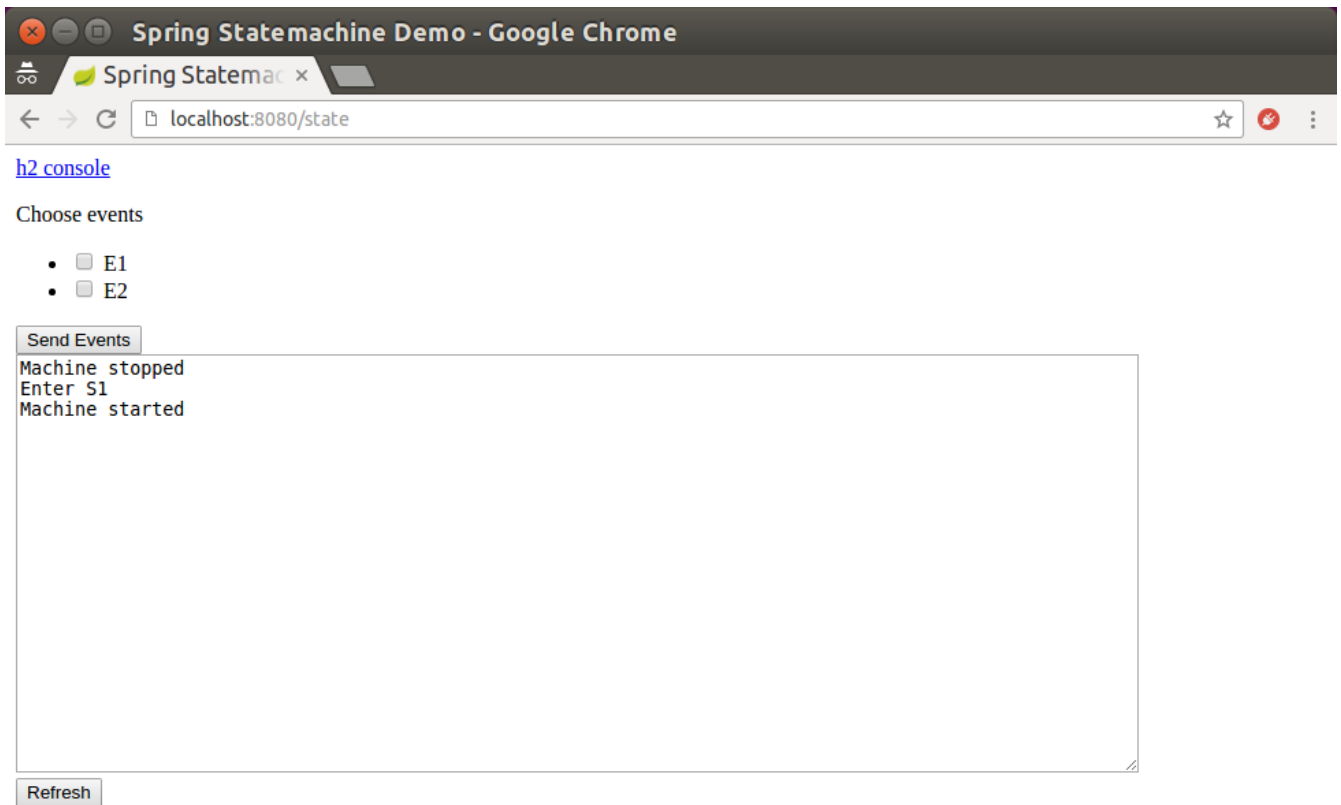 Spring Statemachine Demo - Google Chrome
Spring Statemac
localhost:8080/state
h2 console
Choose events
E1
E2
Send Events
Machine stopped
Enter S1
Machine started
Refresh